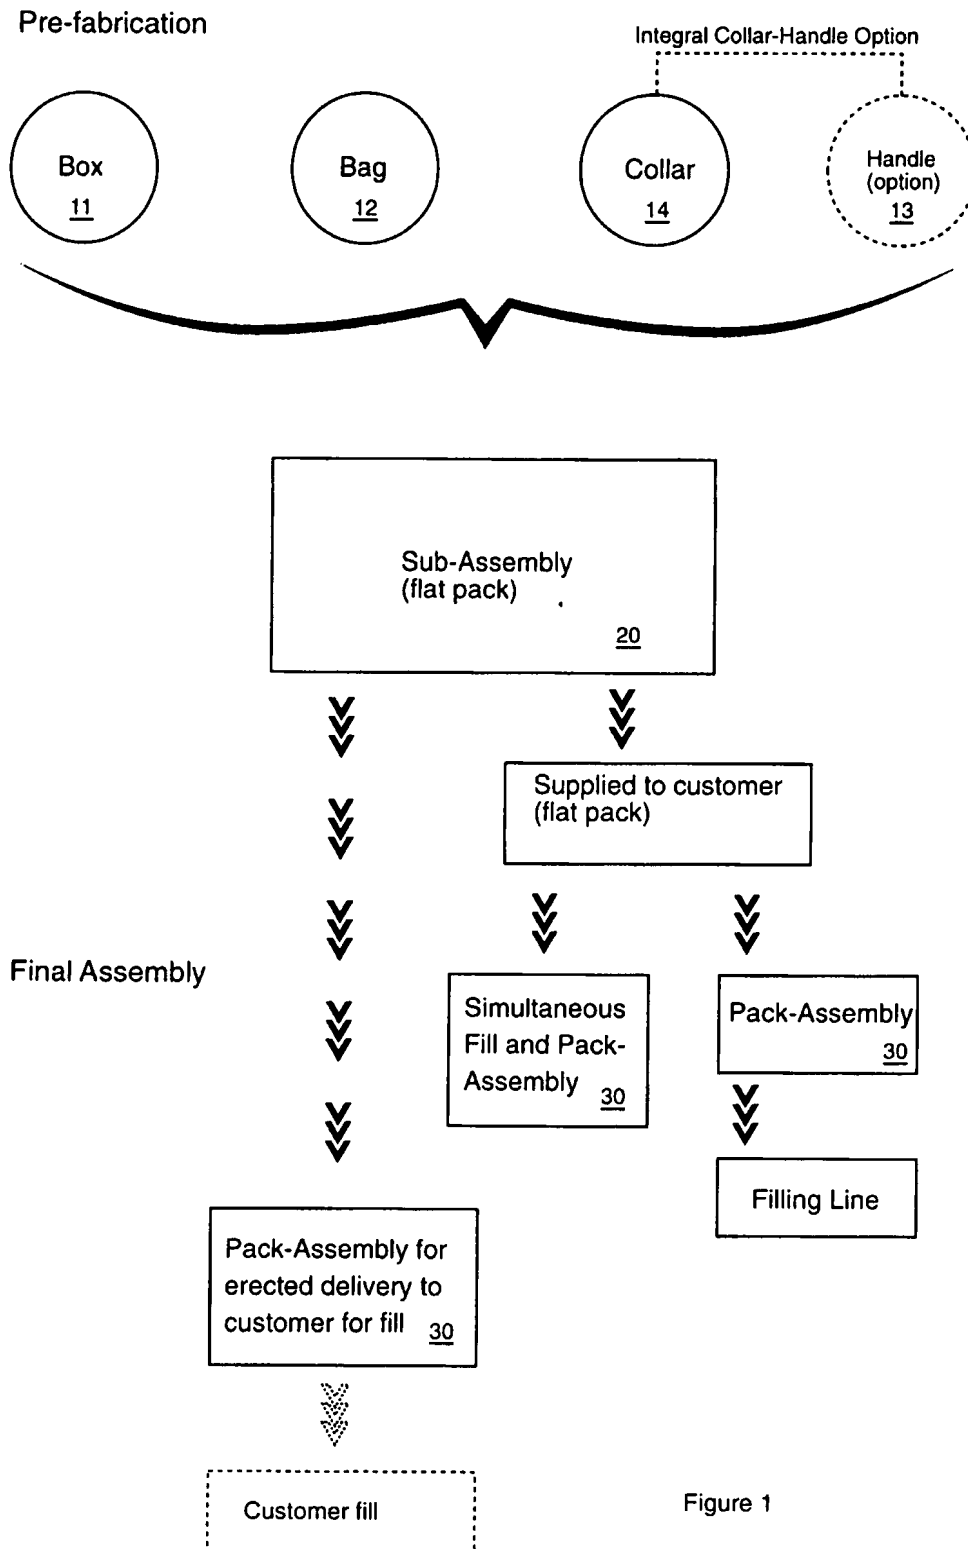 Pre-fabrication
Integral Collar-Handle Option
Box
11
Bag
12
Collar
14
Handle
(option)
13
Sub-Assembly
(flat pack)
20
Supplied to customer
(flat pack)
Final Assembly
Simultaneous
Fill and Pack-
Assembly
30
Pack-Assembly
30
Filling Line
Pack-Assembly for
erected delivery to
customer for fill 30
Customer fill
Figure 1